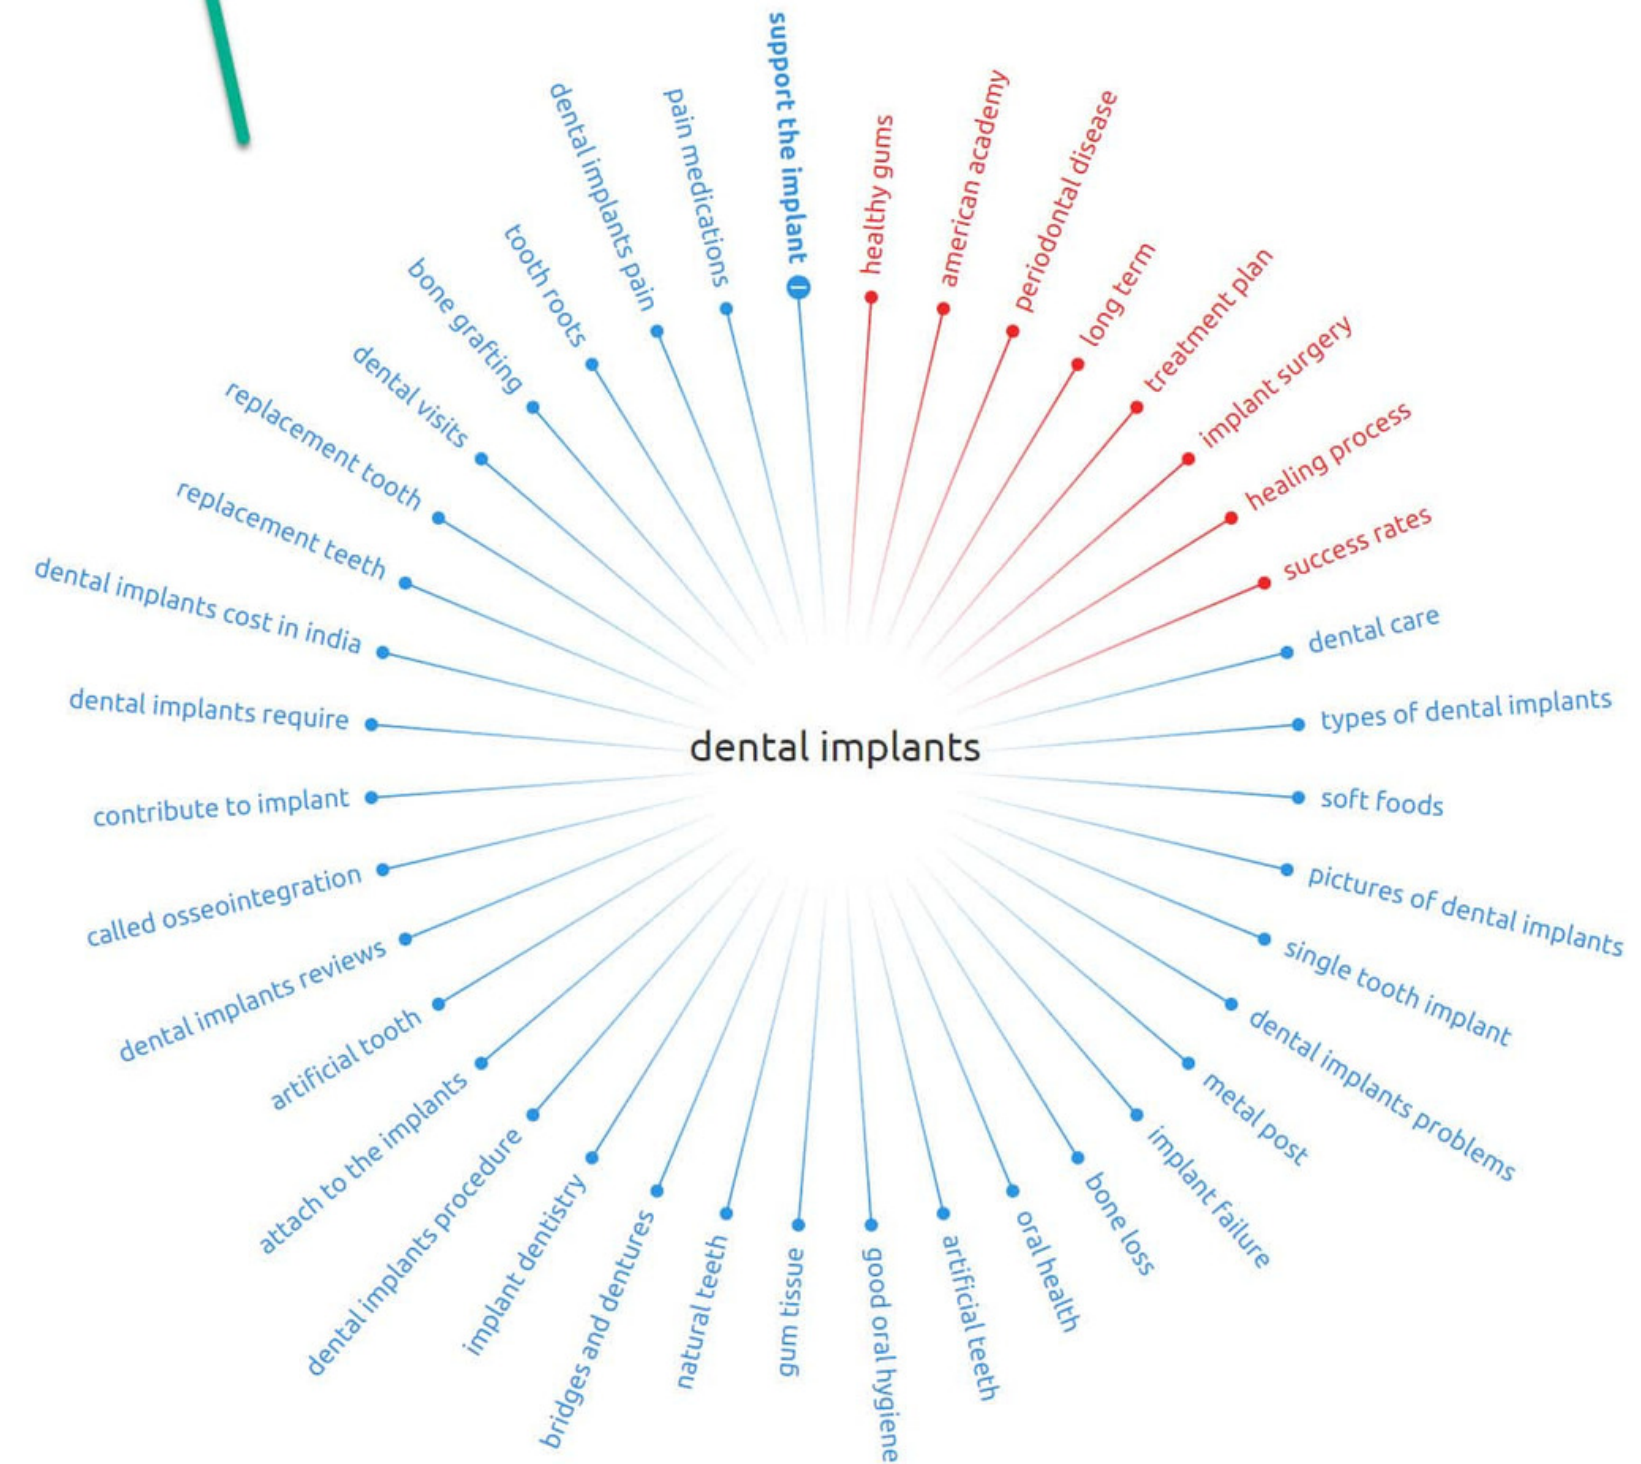 support the implant
healthy gums
american academy
periodontal disease
long term
treatment plan
implant surgery
healing process
success rates
dental care
types of dental implants
soft foods
pictures of dental implants
single tooth implant
dental implants problems
metal post
implant failure
bone loss
oral health
artificial teeth
good oral hygiene
gum tissue
natural teeth
bridges and dentures
implant dentistry
dental implants procedure
attach to the implants
artificial tooth
dental implants reviews
called osseointegration
contribute to implant
dental implants require
dental implants cost in india
replacement teeth
replacement tooth
dental visits
bone grafting
tooth roots
dental implants pain
pain medications
dental implants